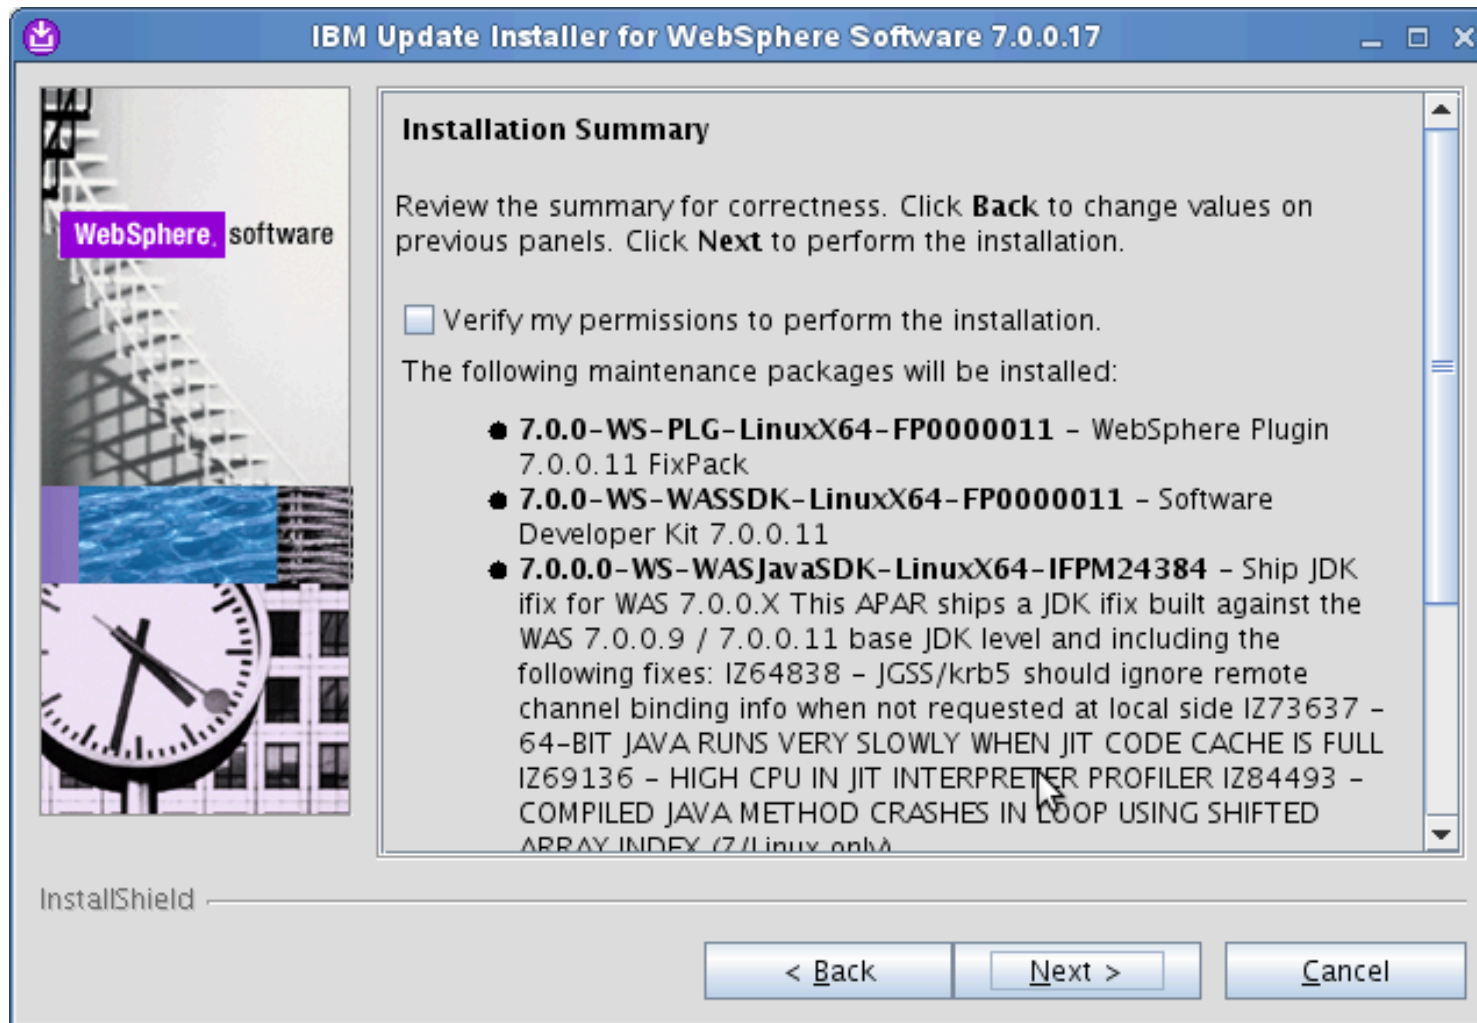 IBM Update Installer for WebSphere Software 7.0.0.17
WebSphere. software
Installation Summary
Review the summary for correctness. Click Back to change values on
previous panels. Click Next to perform the installation.
Verify my permissions to perform the installation.
The following maintenance packages will be installed:
● 7.0.0-WS-PLG-LinuxX64-FP0000011 – WebSphere Plugin
7.0.0.11 FixPack
● 7.0.0-WS-WASSDK-LinuxX64-FP0000011 – Software
Developer Kit 7.0.0.11
● 7.0.0.0-WS-WASJavaSDK-LinuxX64-IFPM24384 – Ship JDK
ifix for WAS 7.0.0.X This APAR ships a JDK ifix built against the
WAS 7.0.0.9 / 7.0.0.11 base JDK level and including the
following fixes: IZ64838 – JGSS/krb5 should ignore remote
channel binding info when not requested at local side IZ73637 –
64-BIT JAVA RUNS VERY SLOWLY WHEN JIT CODE CACHE IS FULL
IZ69136 – HIGH CPU IN JIT INTERPRETER PROFILER IZ84493 –
COMPILED JAVA METHOD CRASHES IN LOOP USING SHIFTED
ARRAY INDEX (Z/Linux only)
InstallShield
< Back
Next >
Cancel